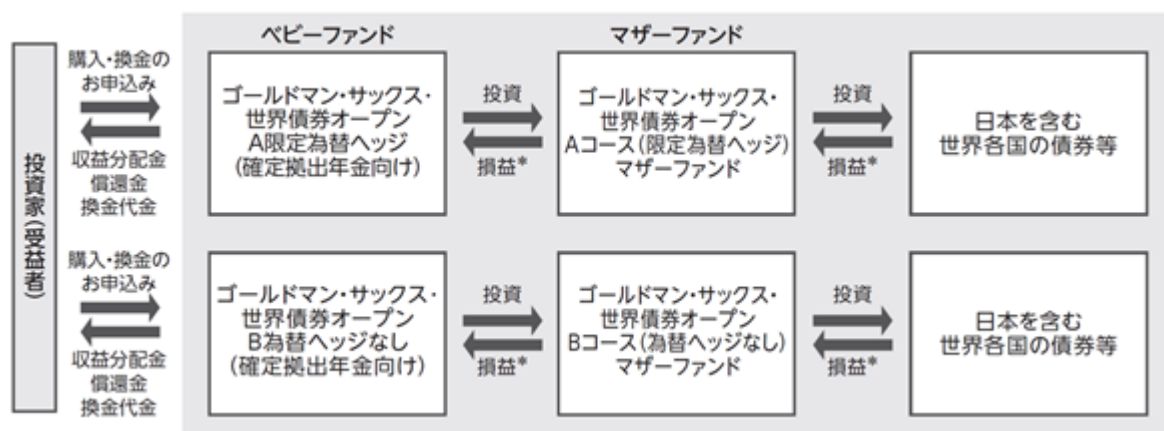 ベビーファンド
マザーファンド
投資家(受益者)
購入・換金の
お申込み
収益分配金
償還金
換金代金
ゴールドマン・サックス・
世界債券オープン
A限定為替ヘッジ
(確定拠出年金向け)
投資
損益*
ゴールドマン・サックス・
世界債券オープン
Aコース(限定為替ヘッジ)
マザーファンド
投資
損益*
日本を含む
世界各国の債券等
購入・換金の
お申込み
収益分配金
償還金
換金代金
ゴールドマン・サックス・
世界債券オープン
B為替ヘッジなし
(確定拠出年金向け)
投資
損益*
ゴールドマン・サックス・
世界債券オープン
Bコース(為替ヘッジなし)
マザーファンド
投資
損益*
日本を含む
世界各国の債券等